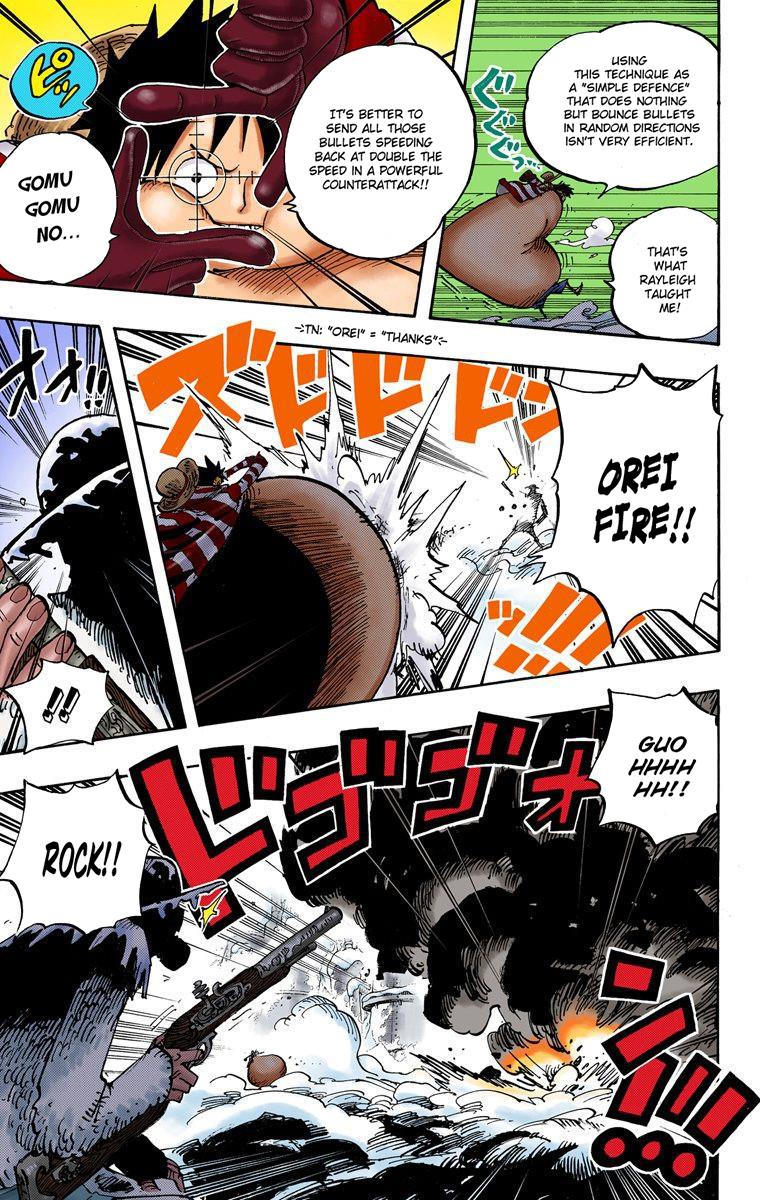 USING
THIS TECHNIQUE AS
A "SIMPLE DEFENCE"
THAT DOES NOTHING
BUT BOUNCE BULLETS
IN RANDOM DIRECTIONS
ISN'T VERY EFFICIENT.
ぐぐぐっ
THAT'S
WHAT
RAYLEIGH
TAUGHT
ME!
IT'S BETTER TO
SEND ALL THOSE
BULLETS SPEEDING
BACK AT DOUBLE THE
SPEED IN A POWERFUL
COUNTERATTACK!!
ピピッ
GOMU
GOMU
NO...
TN: "OREI" = "THANKS"
OREI
FIRE!!
ズドドドドン
ッ!!!
オオ!!
!!
GUO
HHHH
HH!!
ドゴゴォ
ン!!!
ROCK!!